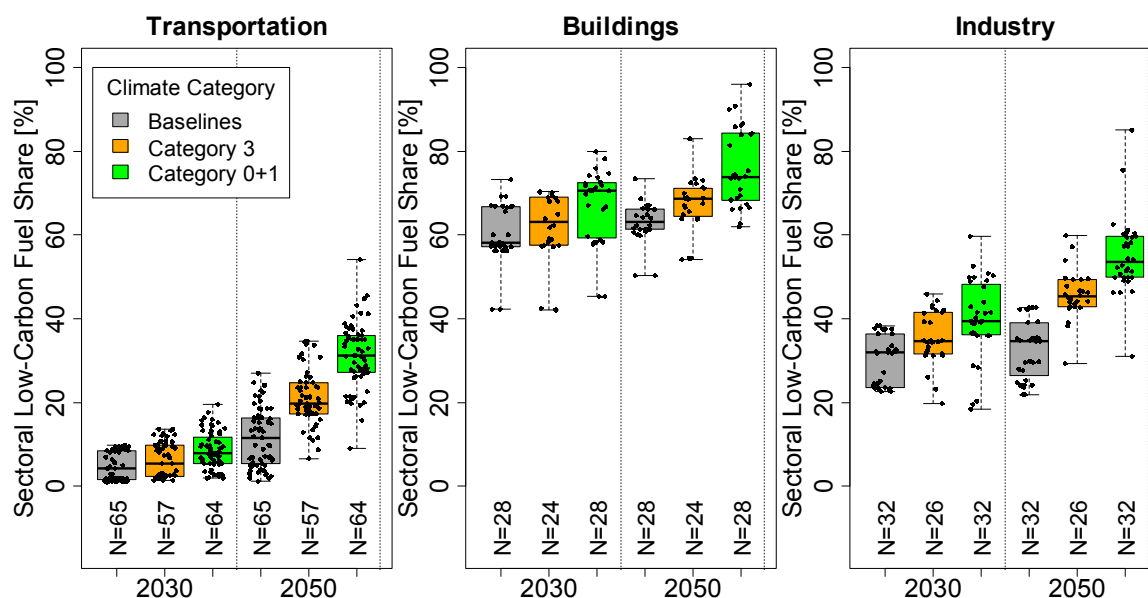 Transportation
Sectoral Low-Carbon Fuel Share [%]
100
80
60
40
20
0
Climate Category
Baselines
Category 3
Category 0+1
N=65
N=57
N=64
N=65
N=57
N=64
2030
2050
Buildings
Sectoral Low-Carbon Fuel Share [%]
100
80
60
40
20
0
N=28
N=24
N=28
N=28
N=24
N=28
2030
2050
Industry
Sectoral Low-Carbon Fuel Share [%]
100
80
60
40
20
0
N=32
N=26
N=32
N=32
N=26
N=32
2030
2050